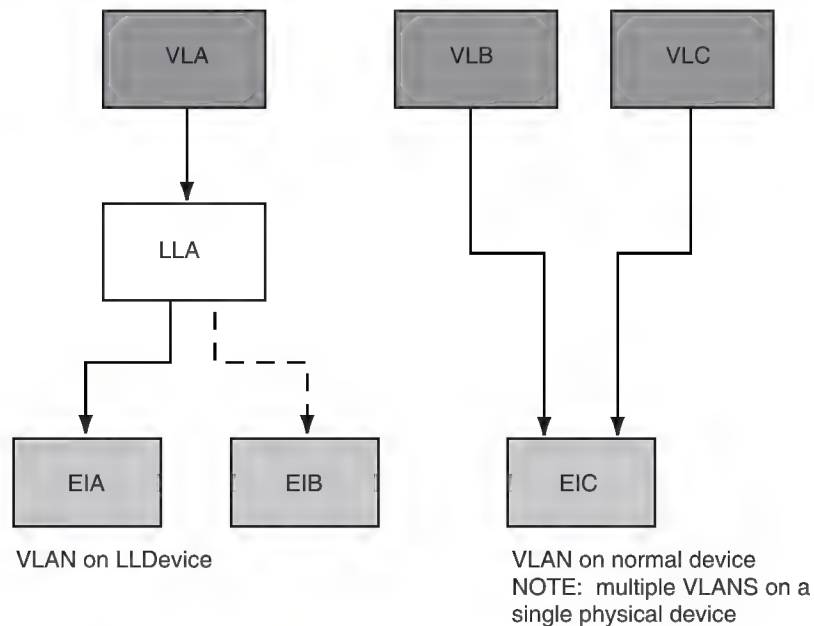 VLA
VLB
VLC
LLA
EIA
EIB
EIC
VLAN on LLDevice
VLAN on normal device
NOTE: multiple VLANS on a
single physical device